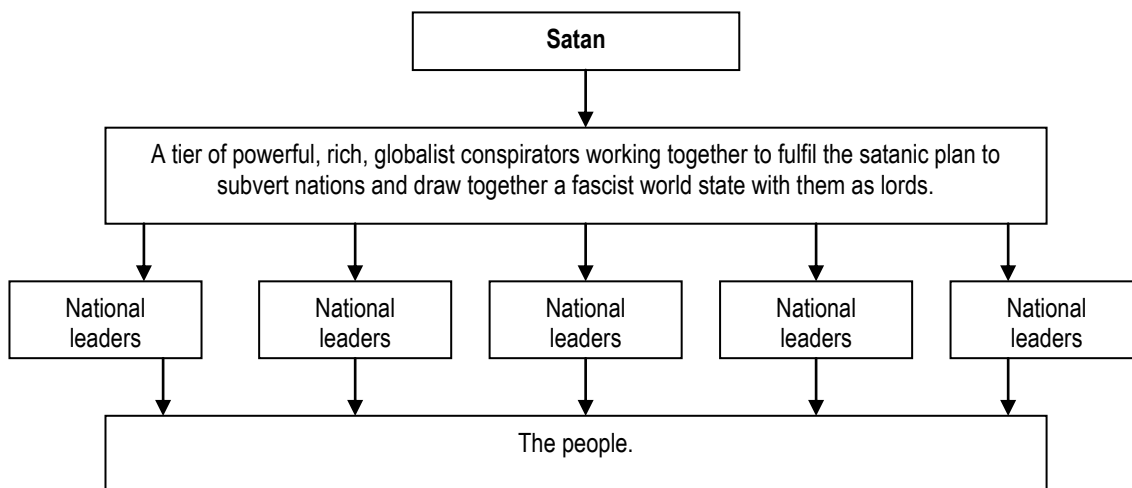 Satan
A tier of powerful, rich, globalist conspirators working together to fulfil the satanic plan to
subvert nations and draw together a fascist world state with them as lords.
National
leaders
National
leaders
National
leaders
National
leaders
National
leaders
The people.